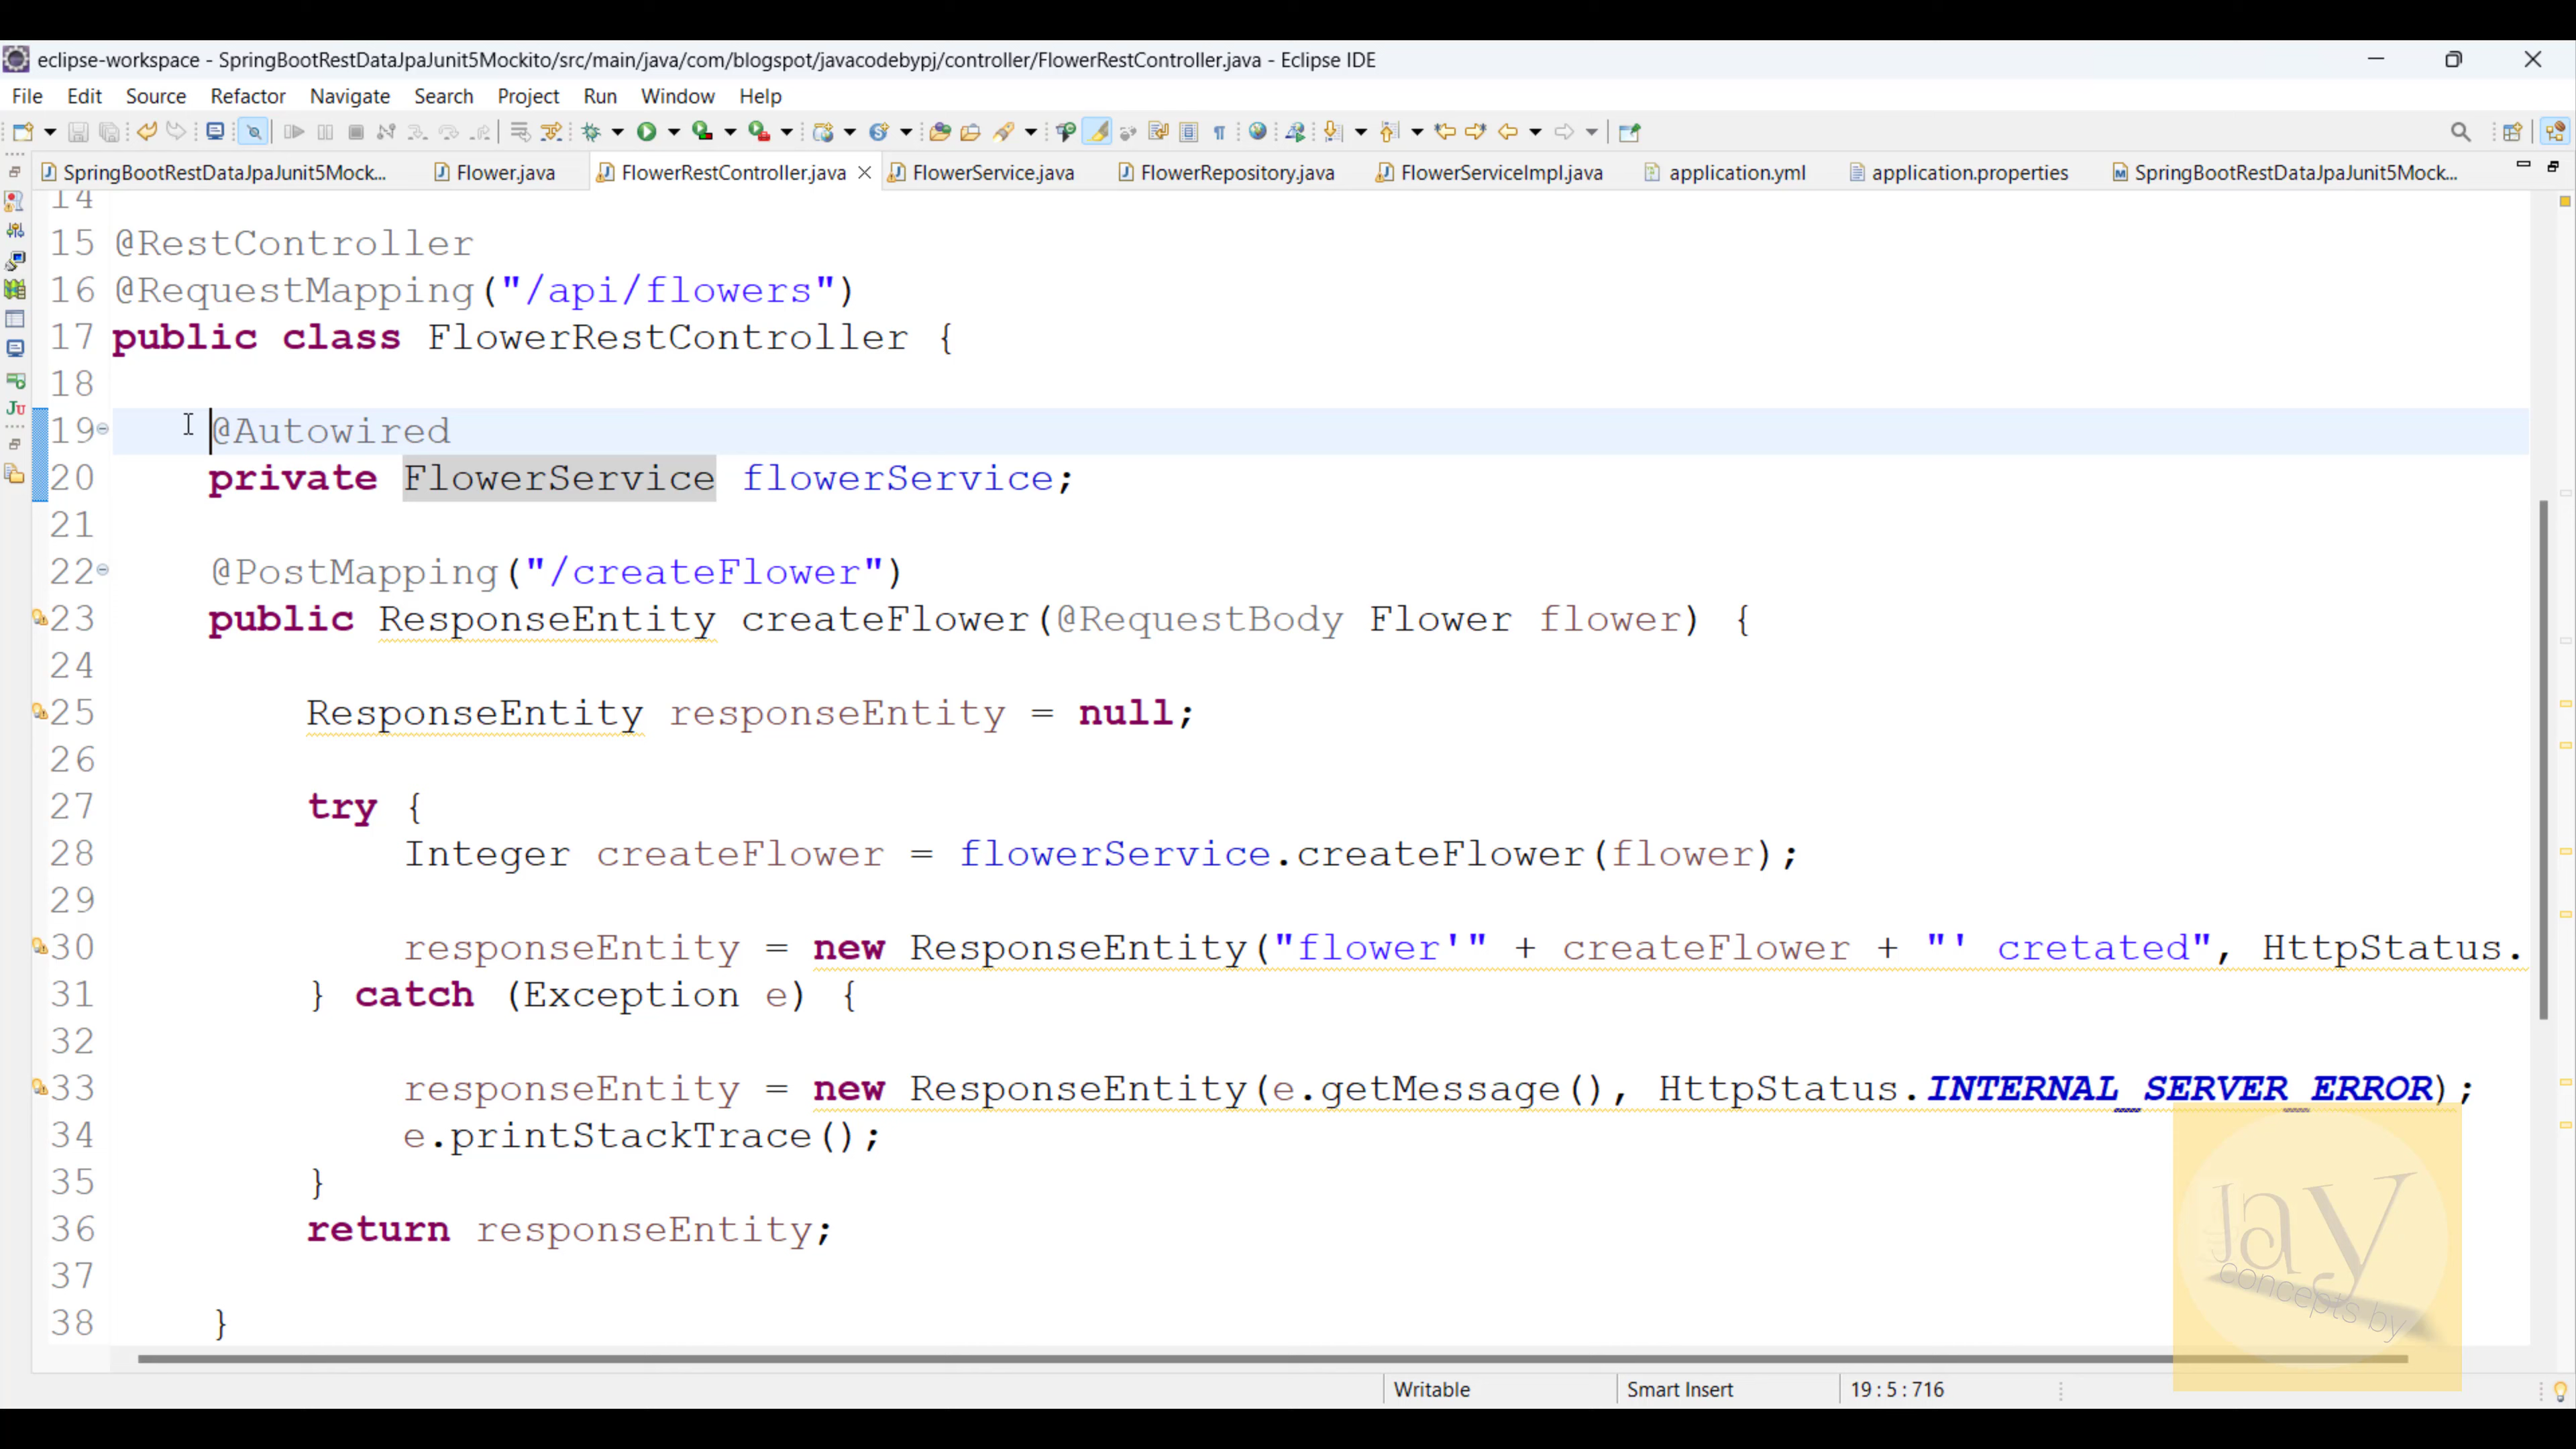 eclipse-workspace - SpringBootRestDataJpaJunit5Mockito/src/main/java/com/blogspot/javacodebypj/controller/FlowerRestController.java - Eclipse IDE
File Edit Source Refactor Navigate Search Project Run Window Help
SpringBootRestDataJpaJunit5Mock... Flower.java FlowerRestController.java FlowerService.java FlowerRepository.java FlowerServiceImpl.java application.yml application.properties SpringBootRestDataJpaJunit5Mock...
14
15 @RestController
16 @RequestMapping("/api/flowers")
17 public class FlowerRestController {
18
19 @Autowired
20 private FlowerService flowerService;
21
22 @PostMapping("/createFlower")
23 public ResponseEntity createFlower(@RequestBody Flower flower) {
24
25 ResponseEntity responseEntity = null;
26
27 try {
28 Integer createFlower = flowerService.createFlower(flower);
29
30 responseEntity = new ResponseEntity("flower'" + createFlower + "' cretated", HttpStatus.
31 } catch (Exception e) {
32
33 responseEntity = new ResponseEntity(e.getMessage(), HttpStatus.INTERNAL_SERVER_ERROR);
34 e.printStackTrace();
35 }
36 return responseEntity;
37
38 }
Jay
concepts by
Writable Smart Insert 19 : 5 : 716